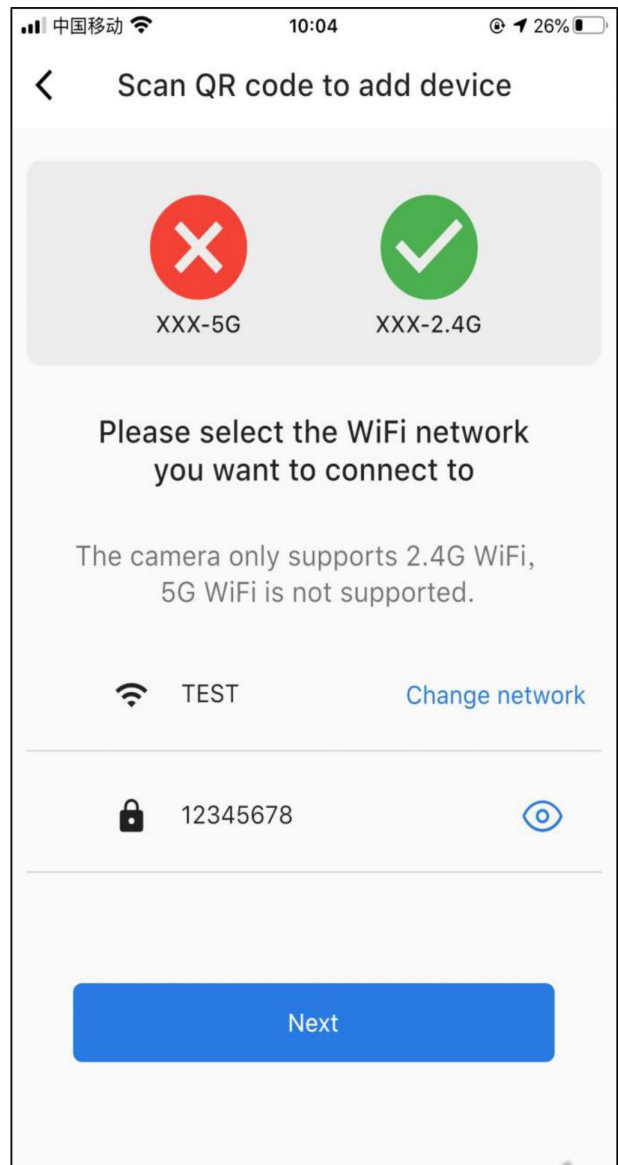 中国移动 10:04 26%
Scan QR code to add device
XXX-5G XXX-2.4G
Please select the WiFi network
you want to connect to
The camera only supports 2.4G WiFi,
5G WiFi is not supported.
TEST Change network
12345678
Next